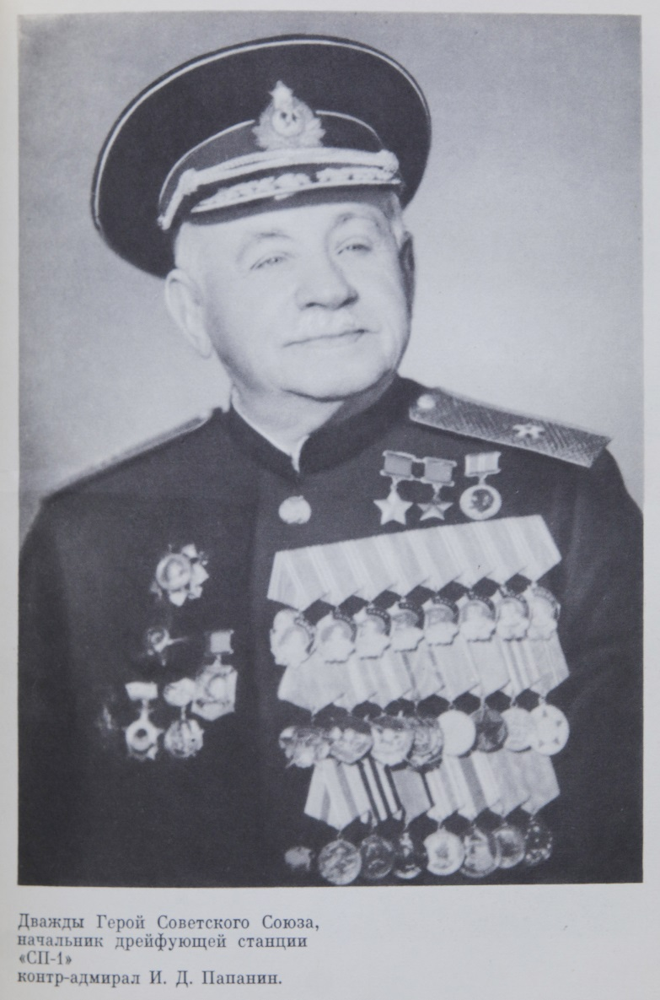 Дважды Герой Советского Союза,
начальник дрейфующей станции
«СП-1»
контр-адмирал И. Д. Папанин.